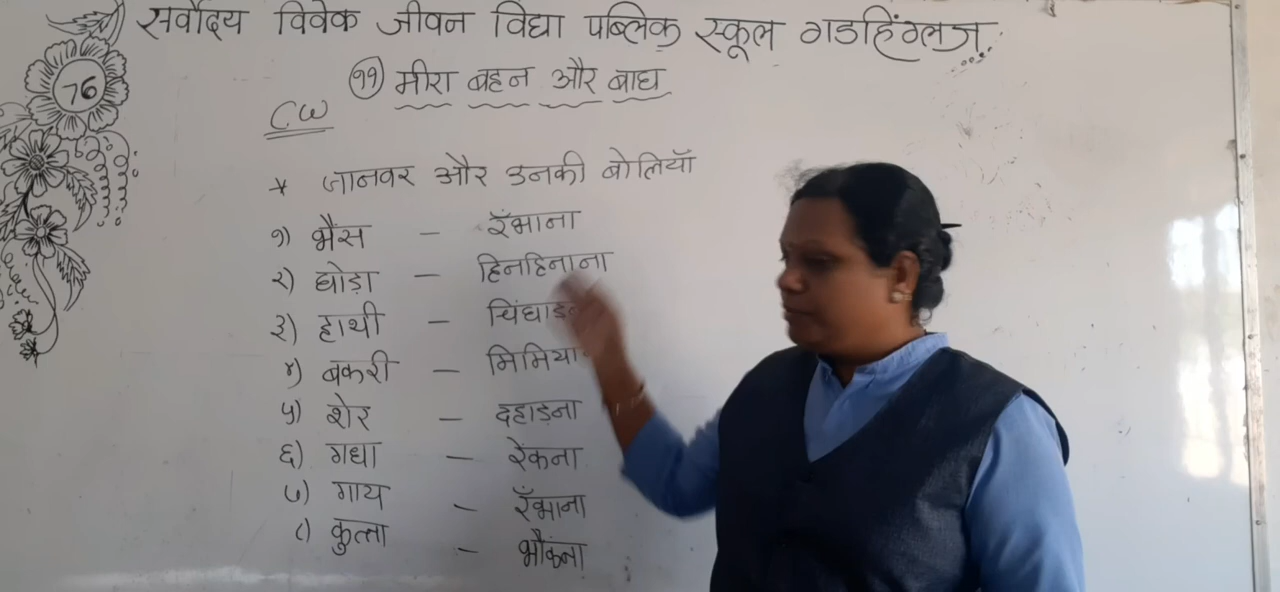 सर्वोदय विवेक जीवन विद्या पब्लिक स्कूल गडहिंग्लज
76
११ मीरा बहन और बाघ
CW
* जानवर और उनकी बोलियाँ
१) भैंस - रँभाना
२) घोड़ा - हिनहिनाना
३) हाथी - चिंघाड़
४) बकरी - मिमिया
५) शेर - दहाड़ना
६) गधा - रेंकना
७) गाय - रँभाना
८) कुत्ता - भौंकना